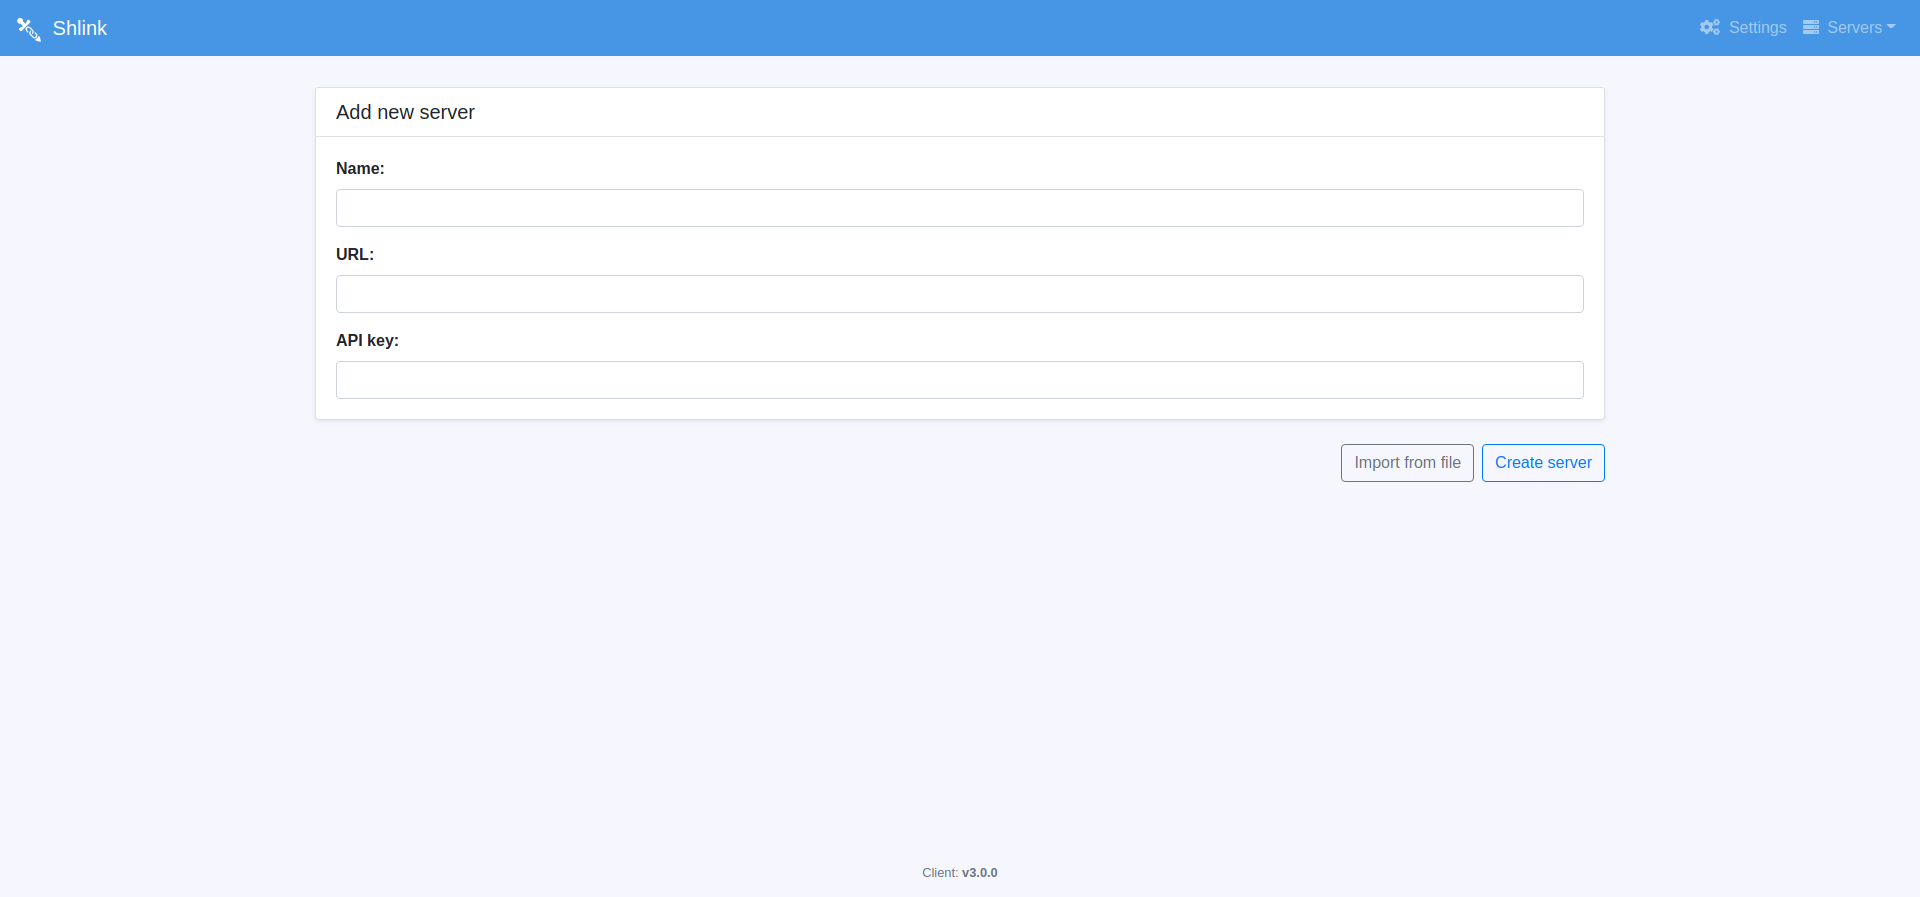 Shlink
Settings
Servers
Add new server
Name:
URL:
API key:
Import from file
Create server
Client: v3.0.0